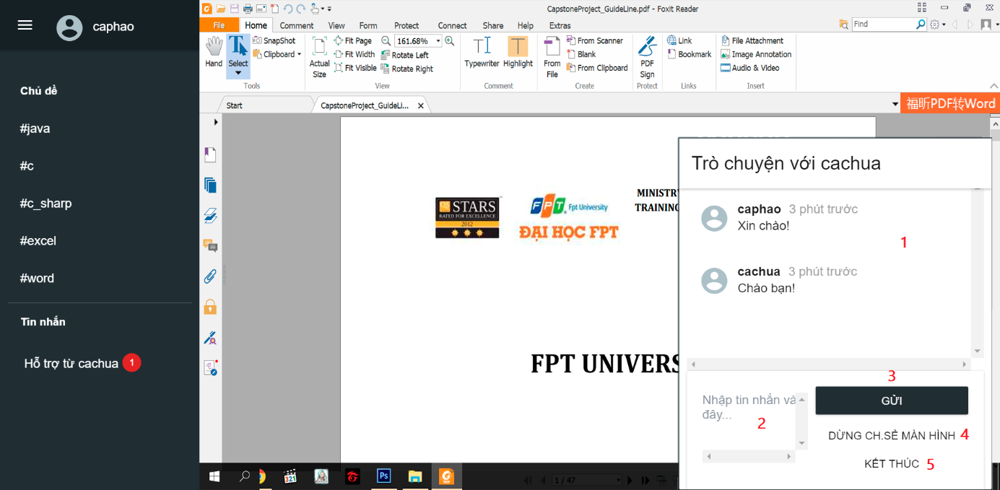 caphao
Chủ đề
#java
#c
#c_sharp
#excel
#word
Tin nhắn
Hỗ trợ từ cachua 1
CapstoneProject_GuideLine.pdf - Foxit Reader
File Home Comment View Form Protect Connect Share Help Extras
Find
Hand
Select
SnapShot
Clipboard
Tools
Actual
Size
Fit Page
Fit Width
Fit Visible
161.68%
Rotate Left
Rotate Right
View
Typewriter Highlight
Comment
From
File
From Scanner
Blank
From Clipboard
Create
PDF
Sign
Protect
Link
Bookmark
Links
File Attachment
Image Annotation
Audio & Video
Insert
Start
CapstoneProject_GuideLi...
福昕PDF转Word
QS STARS
RATED FOR EXCELLENCE
2012
FPT Fpt University
ĐẠI HỌC FPT
MINISTRY
TRAINING
FPT UNIVERS
Trò chuyện với cachua
caphao 3 phút trước
Xin chào!
1
cachua 3 phút trước
Chào bạn!
3
Nhập tin nhắn và
đây...
2
GỬI
DỪNG CH.SẺ MÀN HÌNH 4
KẾT THÚC 5
321
Ps
PDF
1 / 47